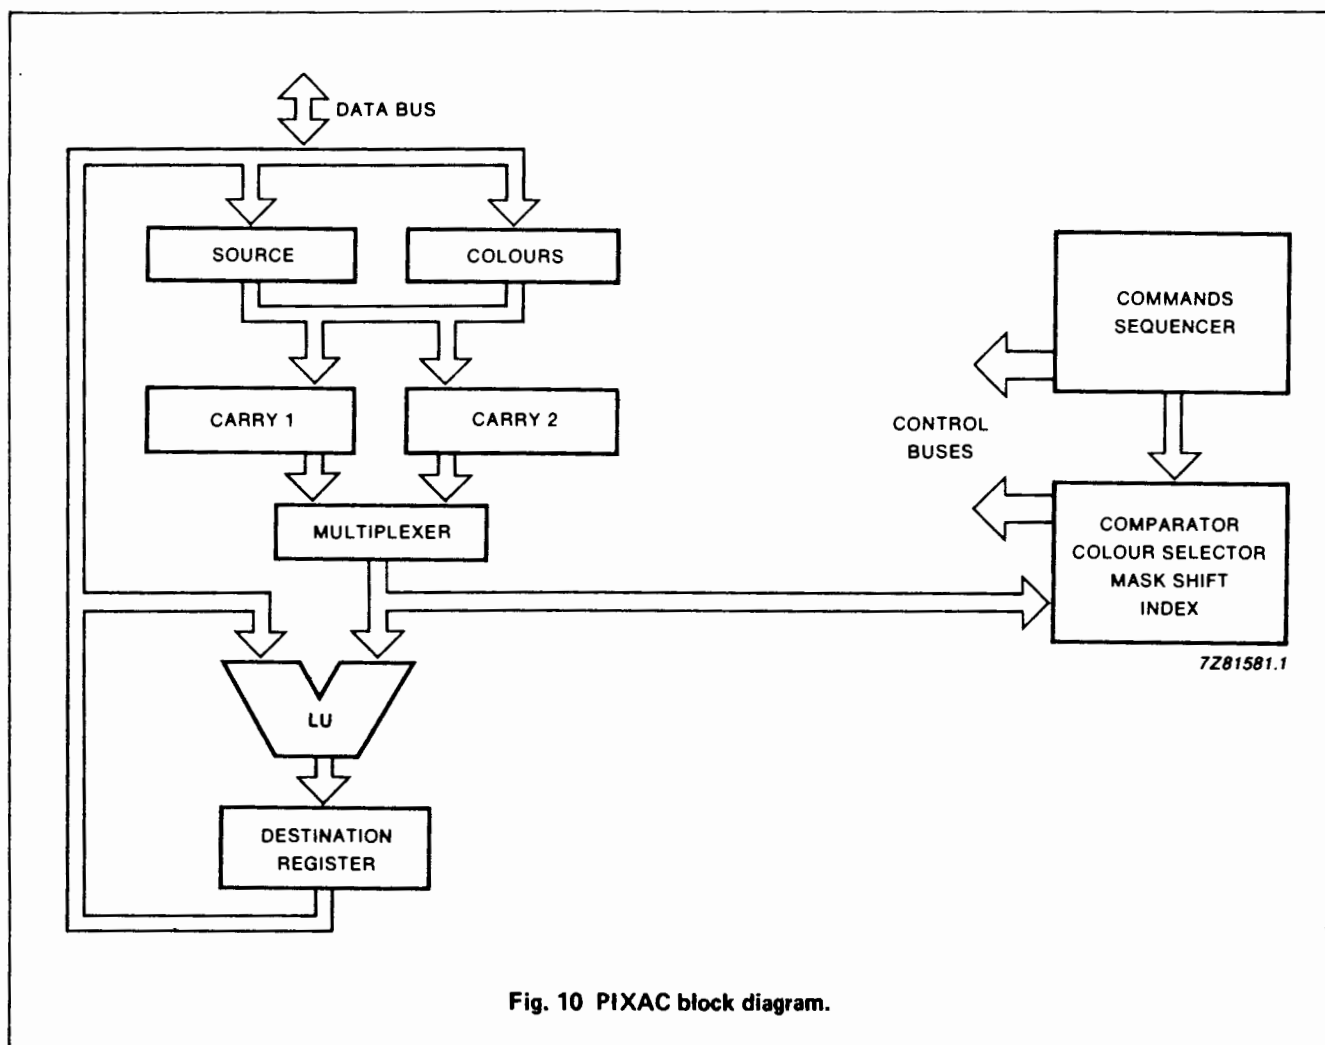 DATA BUS
SOURCE
COLOURS
COMMANDS
SEQUENCER
CARRY 1
CARRY 2
CONTROL
BUSES
MULTIPLEXER
COMPARATOR
COLOUR SELECTOR
MASK SHIFT
INDEX
7Z81581.1
LU
DESTINATION
REGISTER
Fig. 10 PIXAC block diagram.